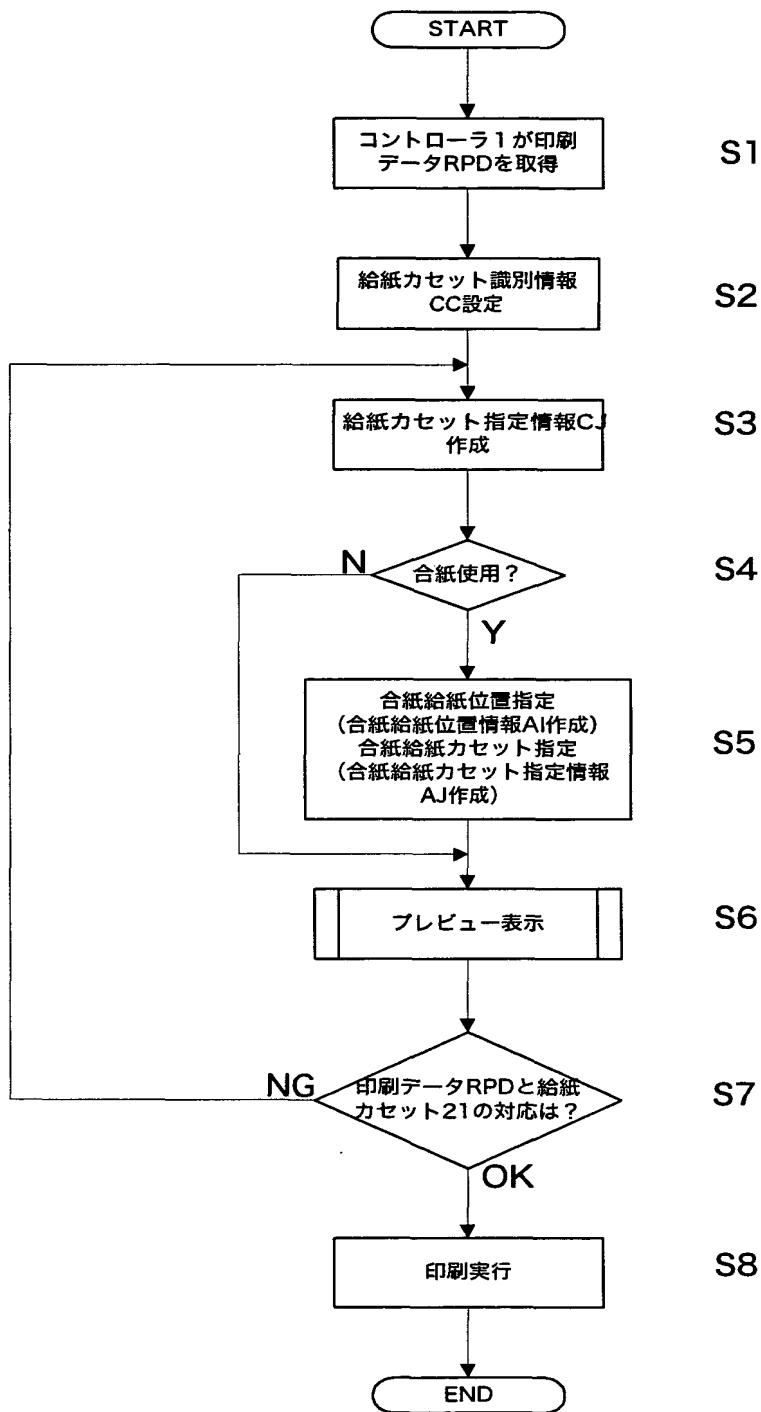 START
コントローラ1が印刷
データRPDを取得
S1
給紙カセット識別情報
CC設定
S2
給紙カセット指定情報CJ
作成
S3
合紙使用？
S4
N
Y
合紙給紙位置指定
（合紙給紙位置情報AI作成）
合紙給紙カセット指定
（合紙給紙カセット指定情報
AJ作成）
S5
プレビュー表示
S6
印刷データRPDと給紙
カセット21の対応は？
S7
NG
OK
印刷実行
S8
END